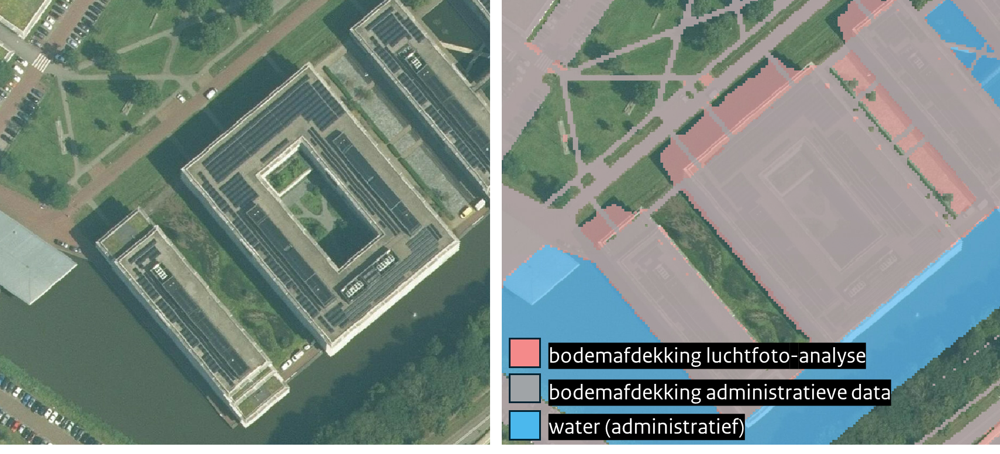 bodemafdekking luchtfoto-analyse
bodemafdekking administratieve data
water (administratief)